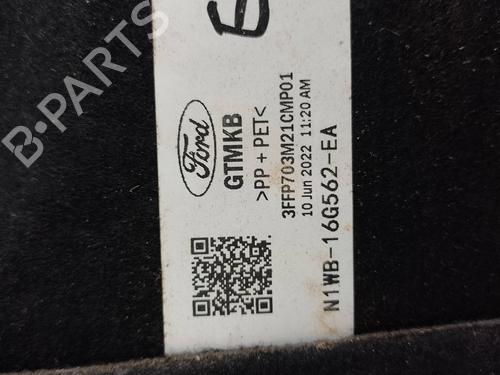 Ford
GTMKB
>PP + PET<
3FFP703M21CMP01
10 Jun 2022 11:20 AM
N1WB-16G562-EA
B-PARTS